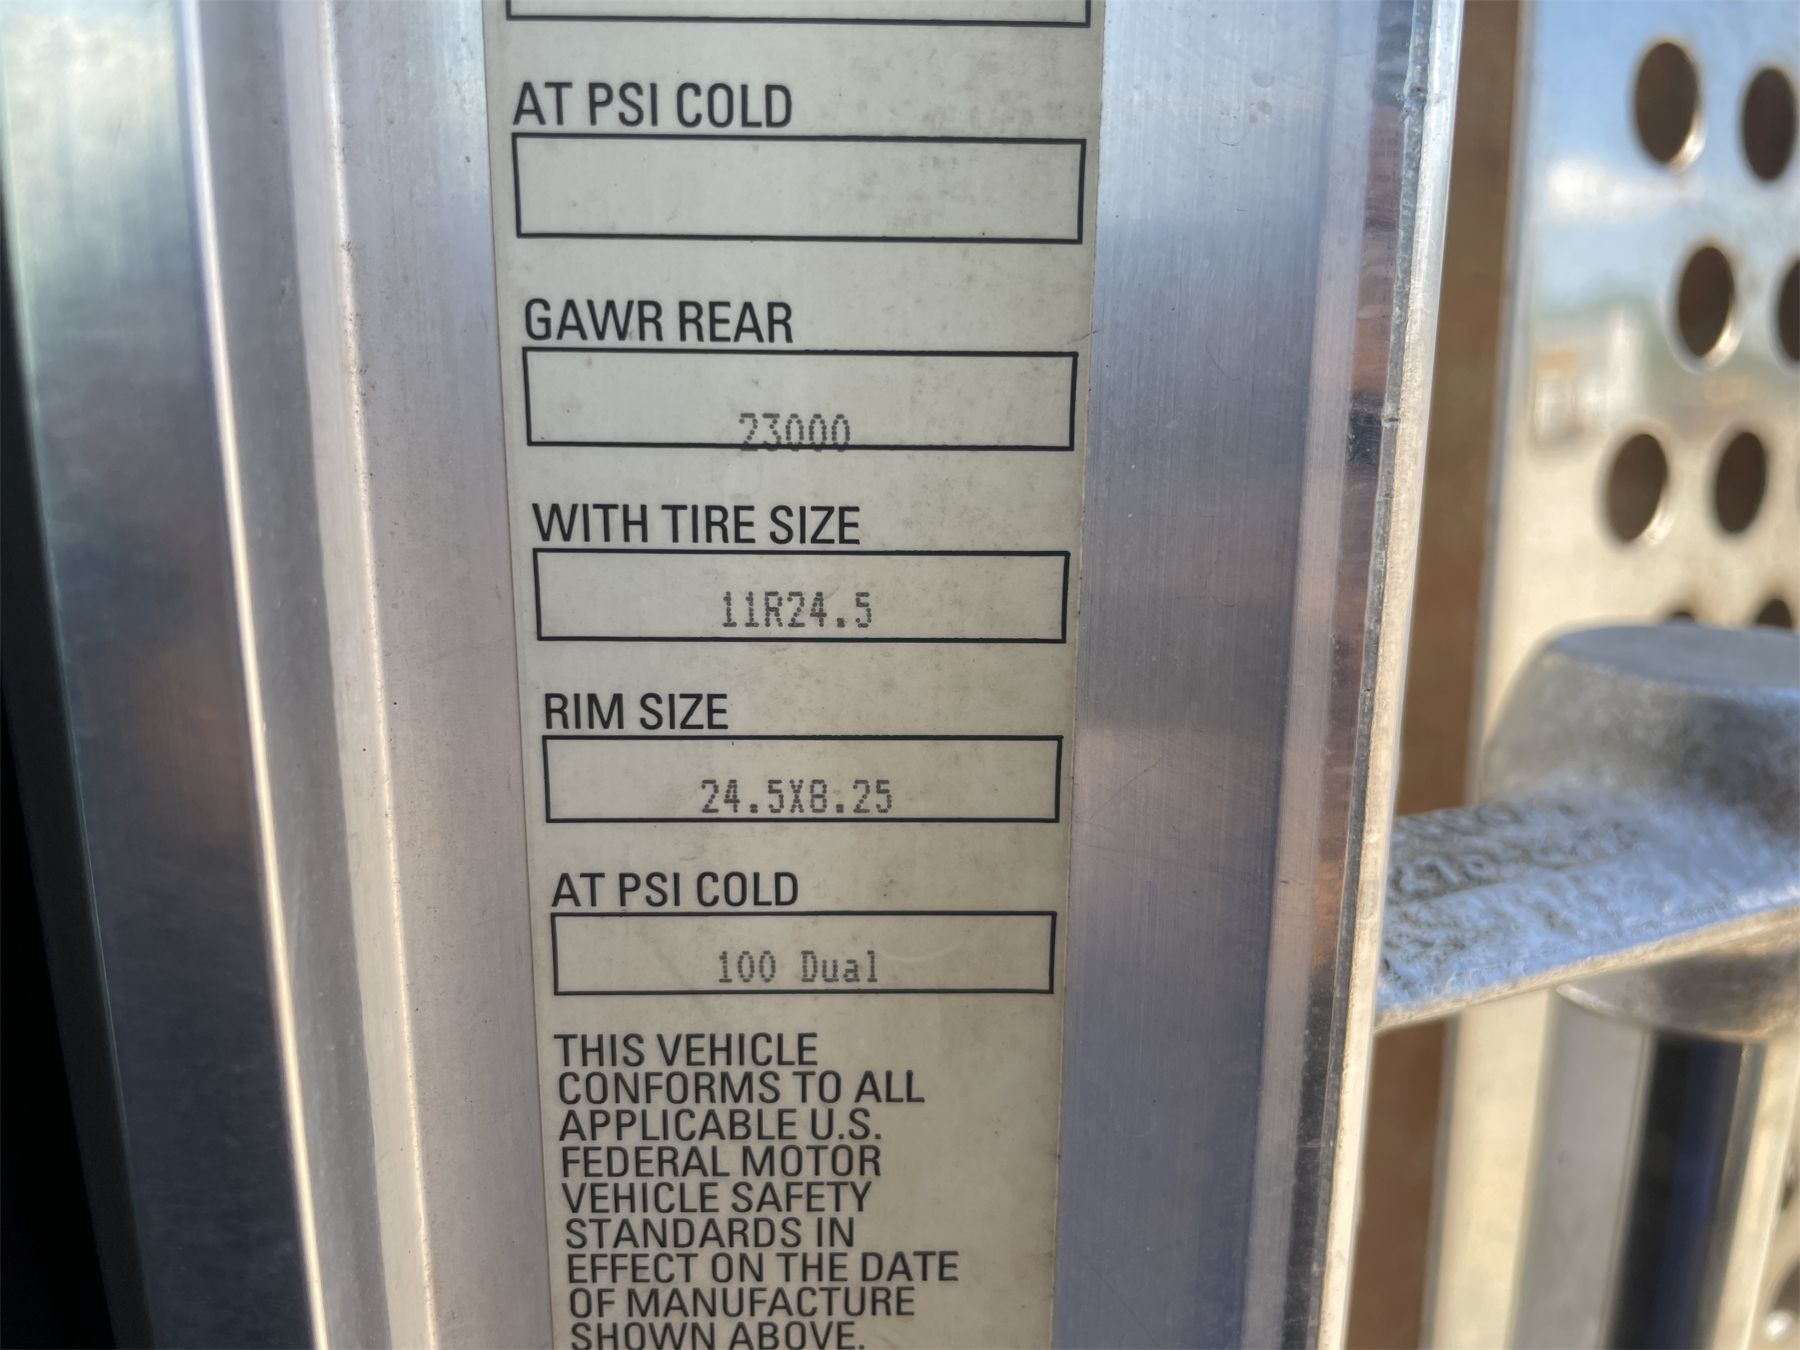 AT PSI COLD
GAWR REAR
23000
WITH TIRE SIZE
11R24.5
RIM SIZE
24.5X8.25
AT PSI COLD
100 Dual
THIS VEHICLE
CONFORMS TO ALL
APPLICABLE U.S.
FEDERAL MOTOR
VEHICLE SAFETY
STANDARDS IN
EFFECT ON THE DATE
OF MANUFACTURE
SHOWN ABOVE.